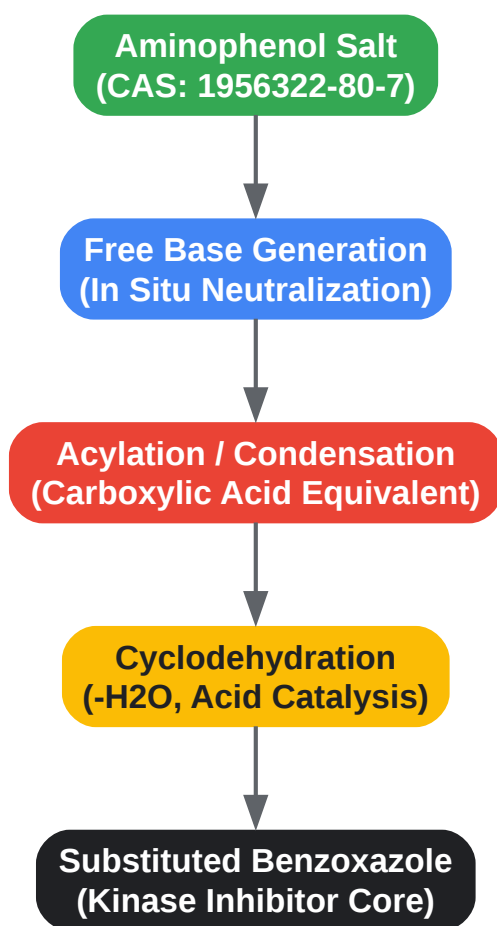 Aminophenol Salt
(CAS: 1956322-80-7)
Free Base Generation
(In Situ Neutralization)
Acylation / Condensation
(Carboxylic Acid Equivalent)
Cyclodehydration
(-H2O, Acid Catalysis)
Substituted Benzoxazole
(Kinase Inhibitor Core)